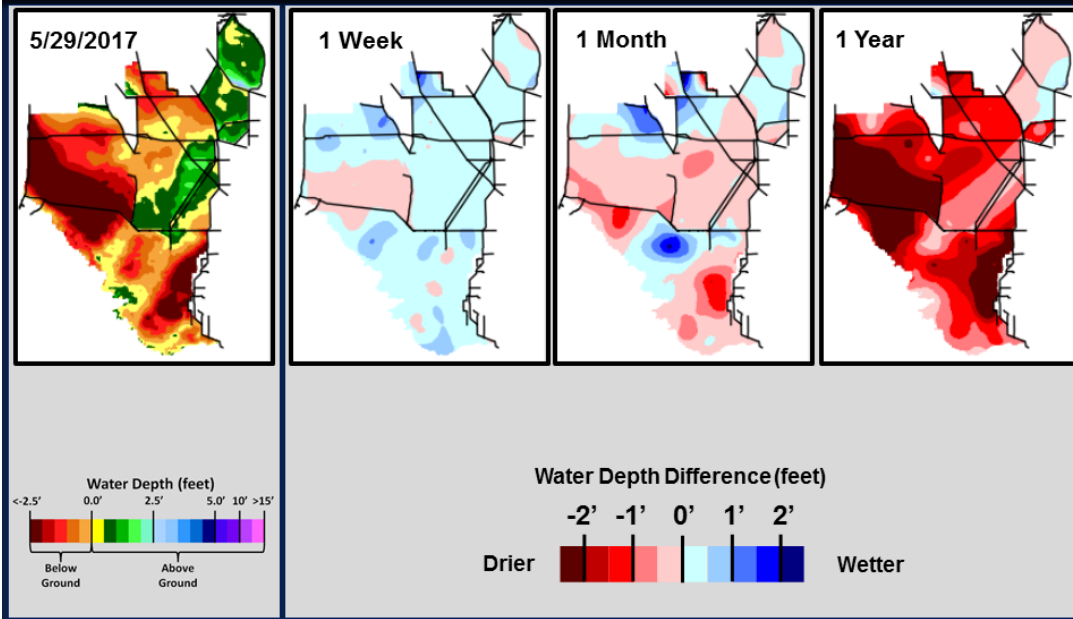 5/29/2017
1 Week
1 Month
1 Year
Water Depth (feet)
<-2.5' 0.0' 2.5' 5.0' 10' >15'
Below
Ground
Above
Ground
Water Depth Difference (feet)
-2' -1' 0' 1' 2'
Drier
Wetter